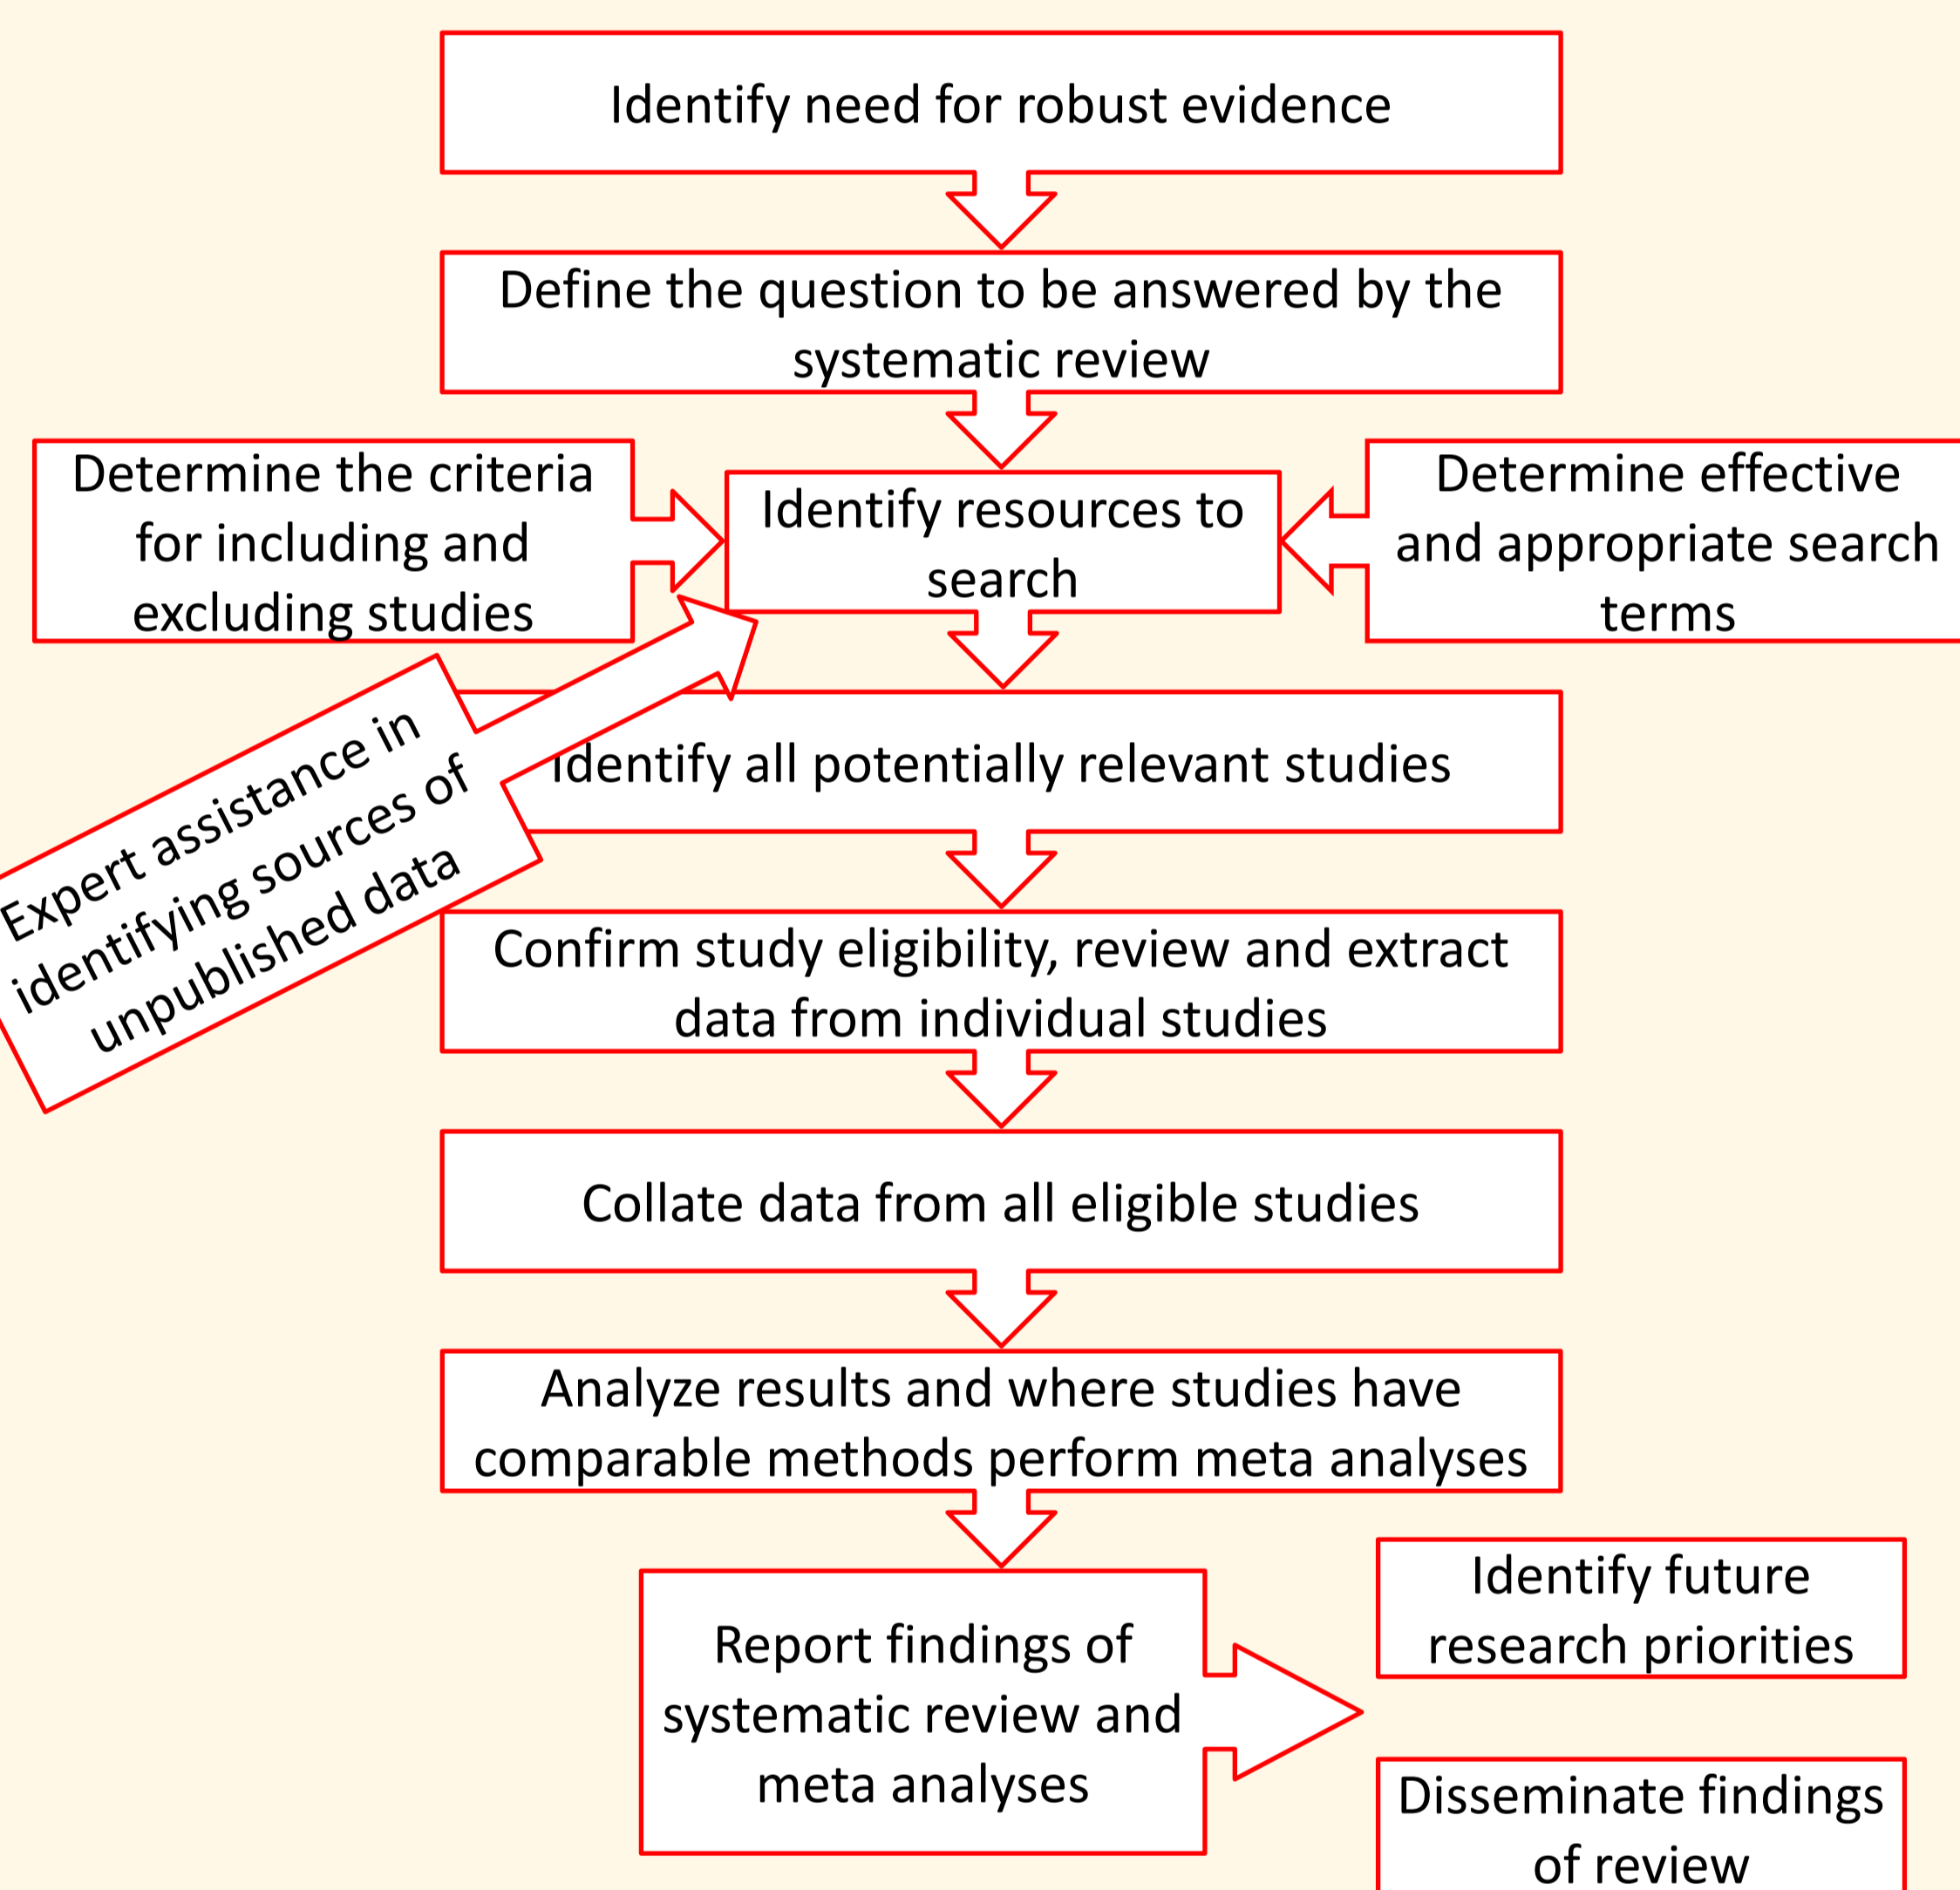 Identify need for robust evidence
Define the question to be answered by the
systematic review
Determine the criteria
for including and
excluding studies
Identify resources to
search
Determine effective
and appropriate search
terms
Expert assistance in
identifying sources of
unpublished data
Identify all potentially relevant studies
Confirm study eligibility, review and extract
data from individual studies
Collate data from all eligible studies
Analyze results and where studies have
comparable methods perform meta analyses
Report findings of
systematic review and
meta analyses
Identify future
research priorities
Disseminate findings
of review